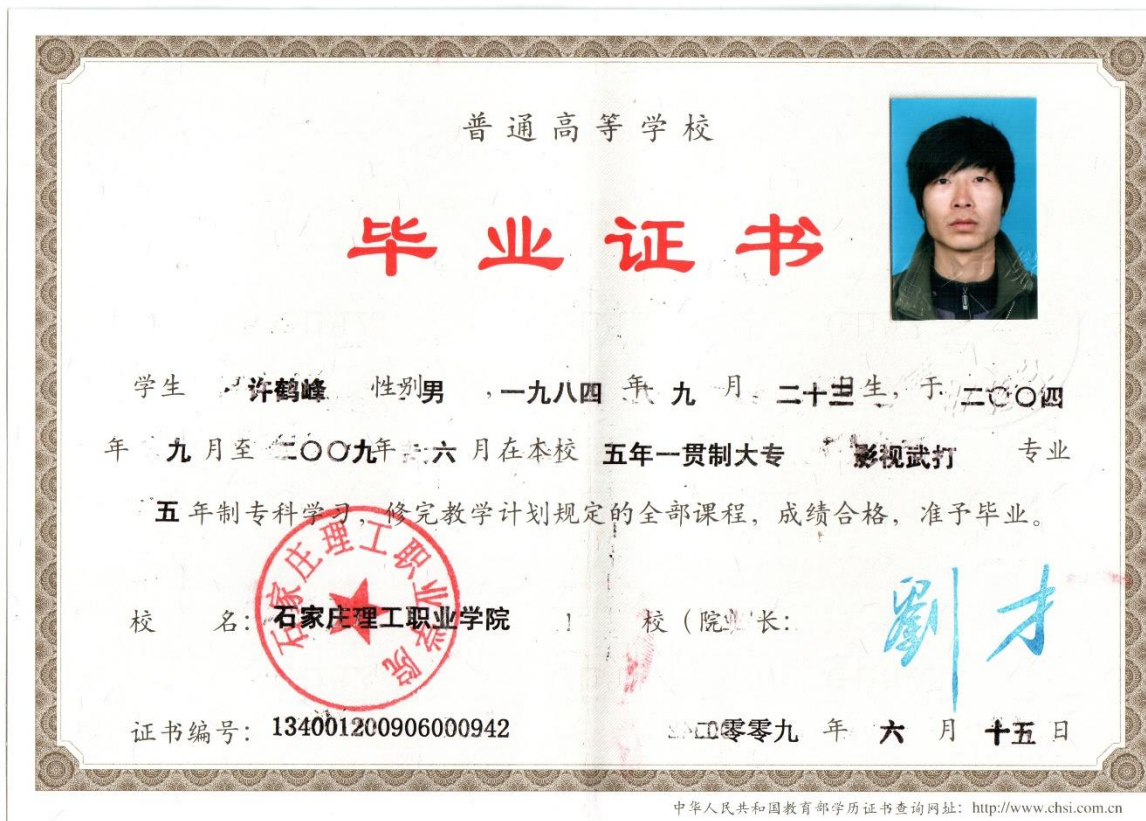 普通高等学校
毕业证书
学生 许鹤峰 性别 男 ,一九八四 年 九 月 二十三 日生, 于 二〇〇四
年 九 月至 二〇〇九 年 六 月在本校 五年一贯制大专 影视武打 专业
五 年制专科学习, 修完教学计划规定的全部课程, 成绩合格, 准予毕业。
石家庄理工职业学院
校 名: 石家庄理工职业学院 校(院)长: 劉才
证书编号: 134001200906000942 二零零九 年 六 月 十五 日
中华人民共和国教育部学历证书查询网址: http://www.chsi.com.cn